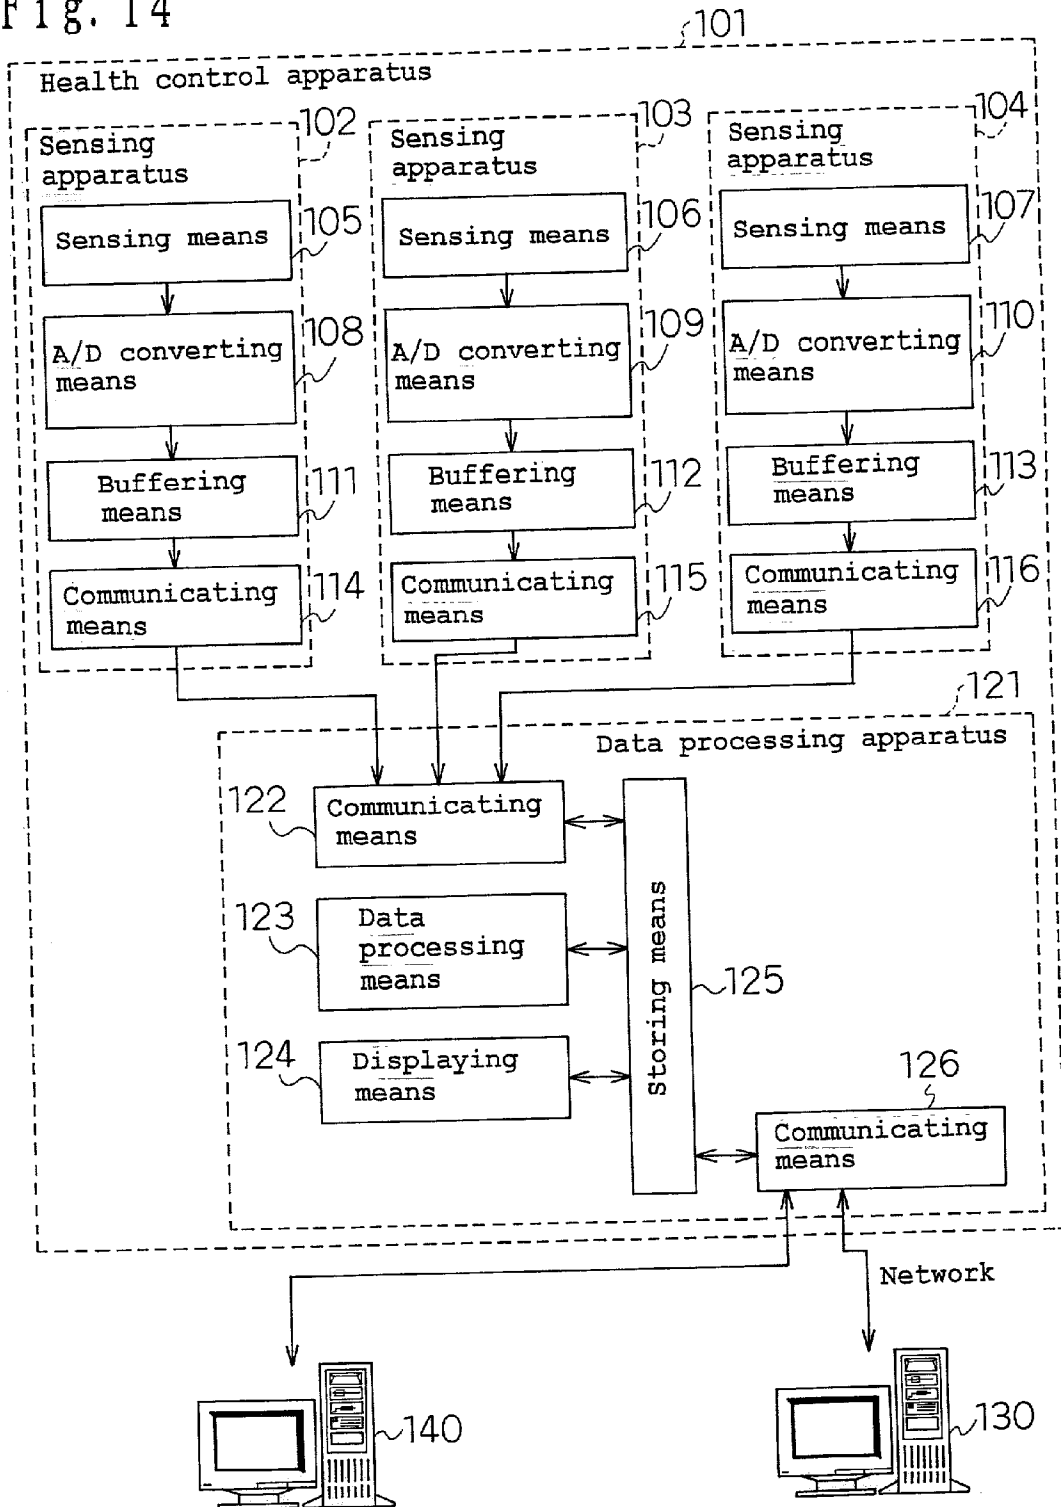 Fig. 14
101
Health control apparatus
102
Sensing
apparatus
103
Sensing
apparatus
104
Sensing
apparatus
105
Sensing means
106
Sensing means
107
Sensing means
108
A/D converting
means
109
A/D converting
means
110
A/D converting
means
111
Buffering
means
112
Buffering
means
113
Buffering
means
114
Communicating
means
115
Communicating
means
116
Communicating
means
121
Data processing apparatus
122
Communicating
means
123
Data
processing
means
124
Displaying
means
Storing means
125
126
Communicating
means
Network
140
130